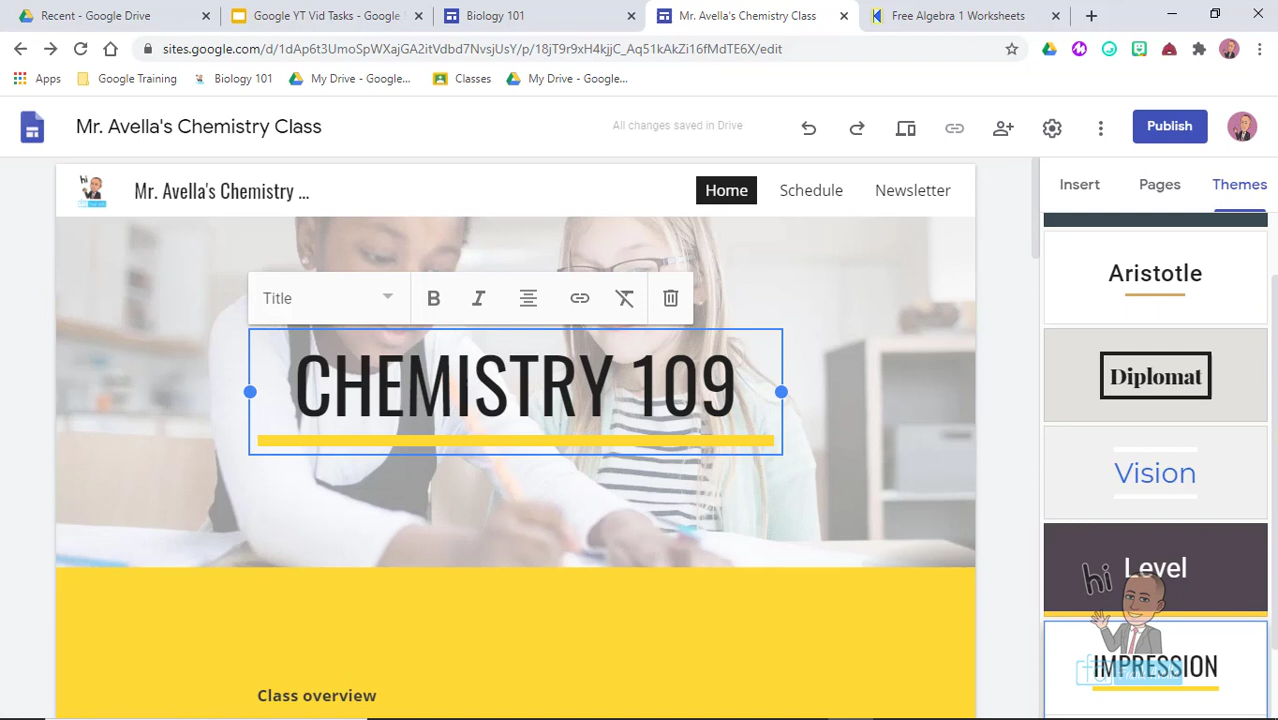 Recent - Google Drive
Google YT Vid Tasks - Google
Biology 101
Mr. Avella's Chemistry Class
Free Algebra 1 Worksheets
sites.google.com/d/1dAp6t3UmoSpWXajGA2itVdbd7NvsjUsY/p/18jT9r9xH4kjjC_Aq51kAkZi16fMdTE6X/edit
Apps
Google Training
Biology 101
My Drive - Google...
Classes
My Drive - Google...
Mr. Avella's Chemistry Class
All changes saved in Drive
Publish
hi
Mr. Avella's Chemistry ...
Home
Schedule
Newsletter
Insert
Pages
Themes
Title
B
I
CHEMISTRY 109
Class overview
Aristotle
Diplomat
Vision
Level
hi
IMPRESSION